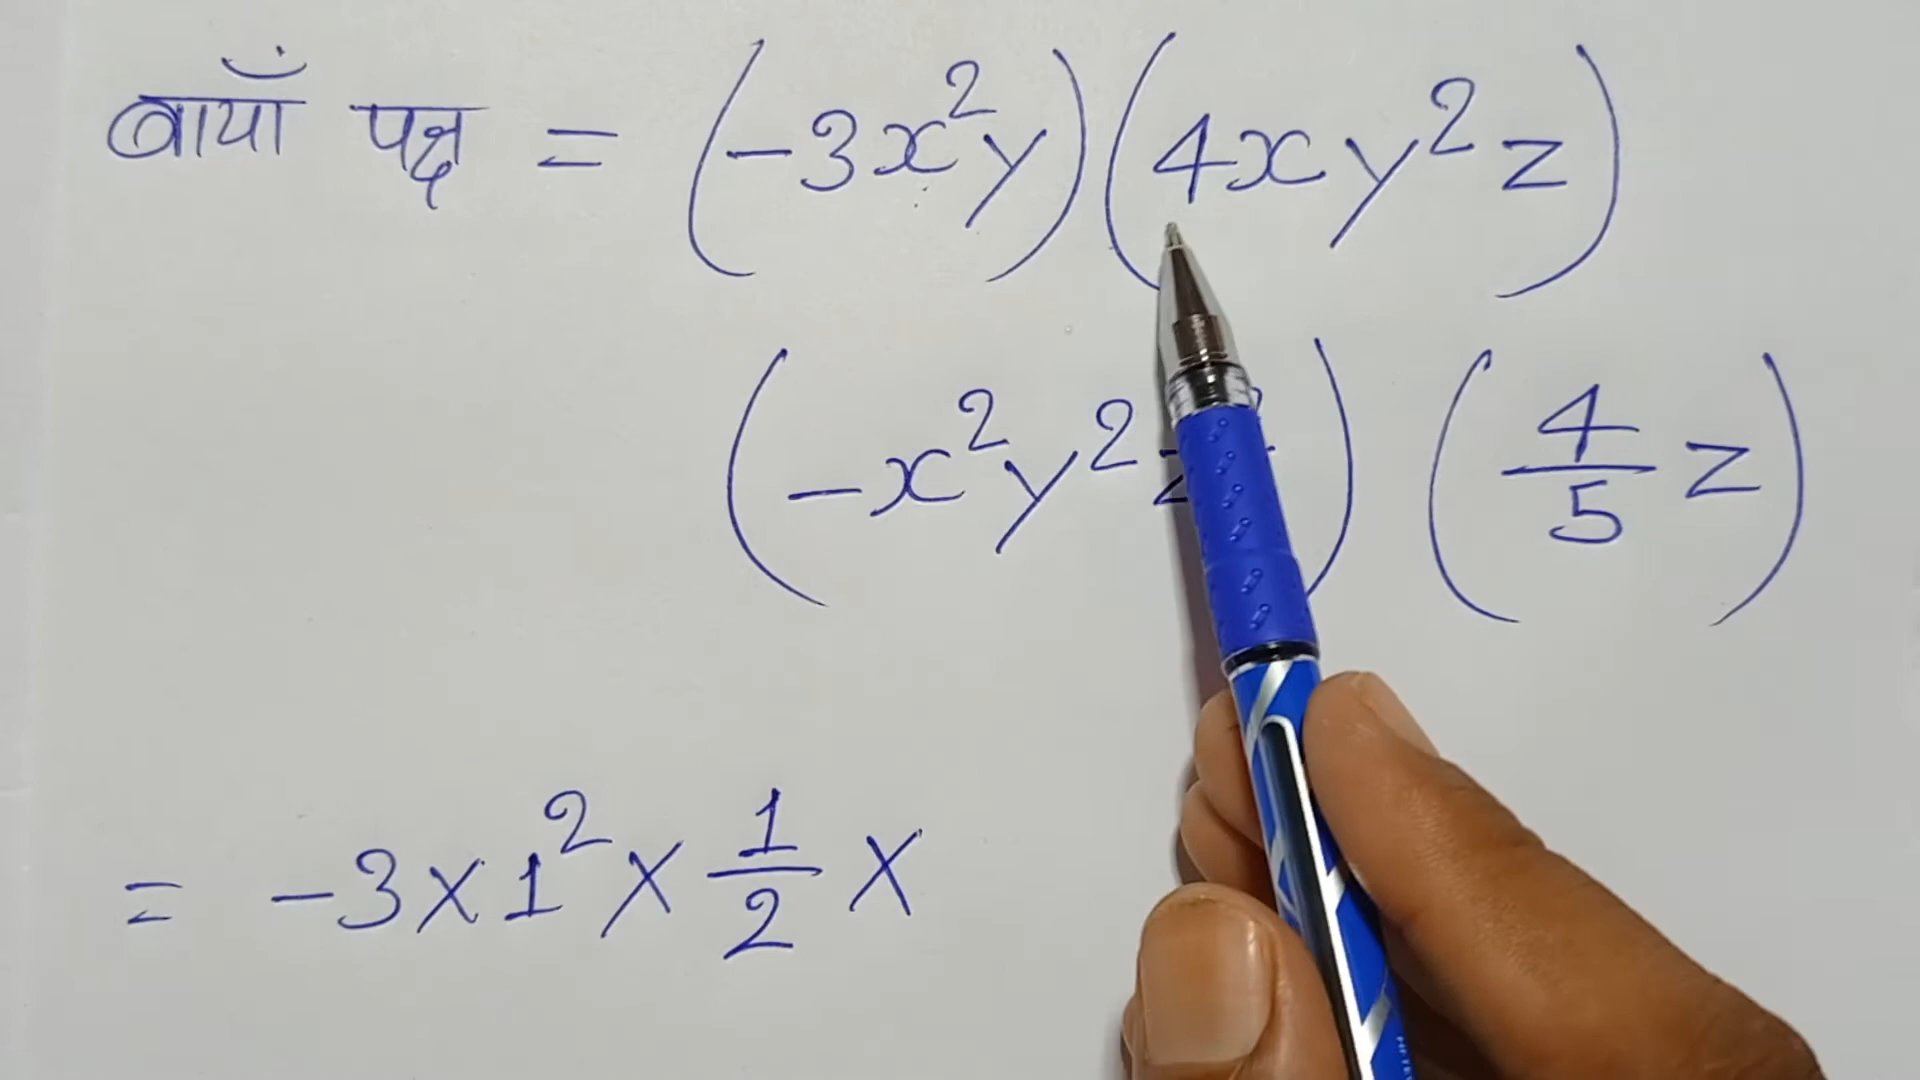 बायाँ पक्ष = (-3x²y)(4xy²z)
(-x²y²z ) (4/5 z)
= -3×1²×1/2×